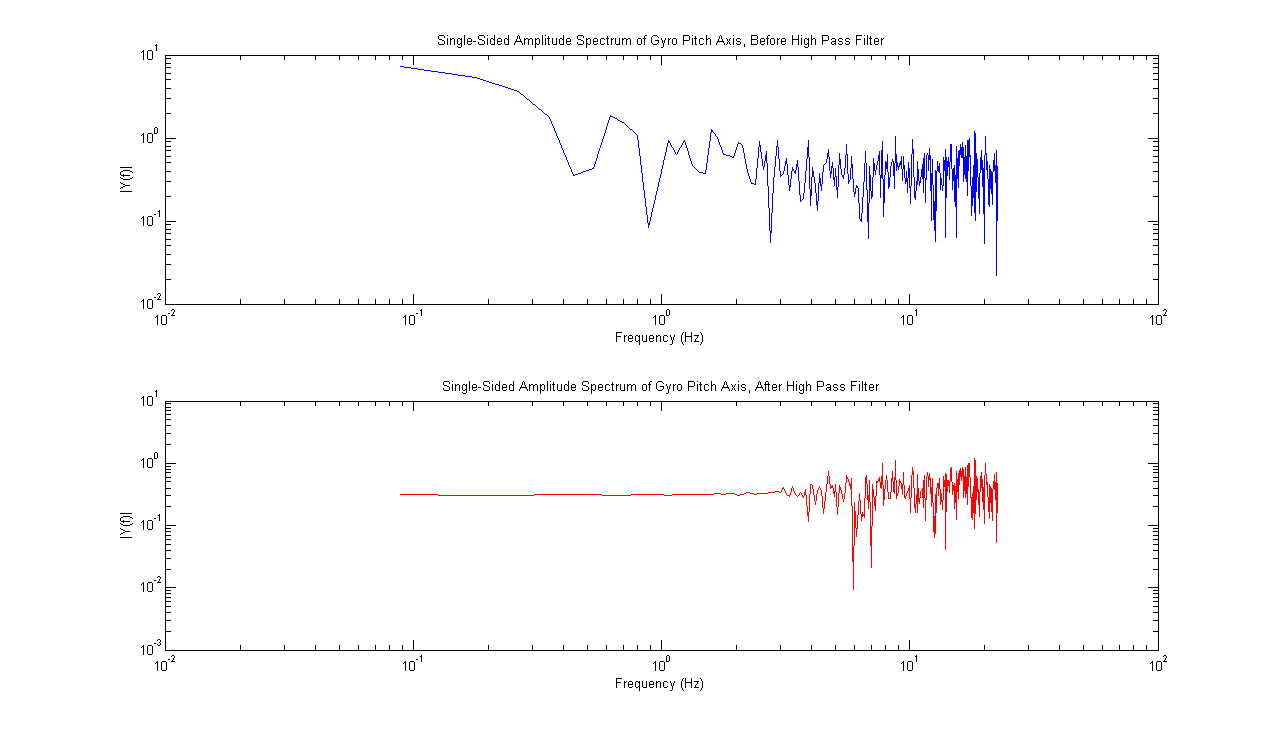 Single-Sided Amplitude Spectrum of Gyro Pitch Axis, Before High Pass Filter
10^1
10^0
10^-1
10^-2
|Y(f)|
10^-2 10^-1 10^0 10^1 10^2
Frequency (Hz)
Single-Sided Amplitude Spectrum of Gyro Pitch Axis, After High Pass Filter
10^1
10^0
10^-1
10^-2
10^-3
|Y(f)|
10^-2 10^-1 10^0 10^1 10^2
Frequency (Hz)